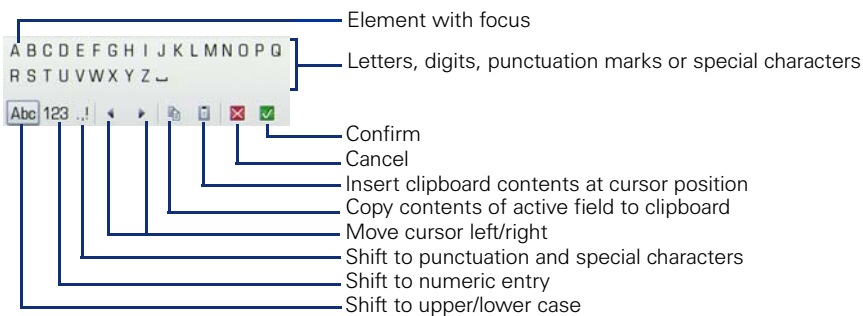 Element with focus
A B C D E F G H I J K L M N O P Q
Letters, digits, punctuation marks or special characters
R S T U V W X Y Z ⎵
Abc 123 .,!
Confirm
Cancel
Insert clipboard contents at cursor position
Copy contents of active field to clipboard
Move cursor left/right
Shift to punctuation and special characters
Shift to numeric entry
Shift to upper/lower case